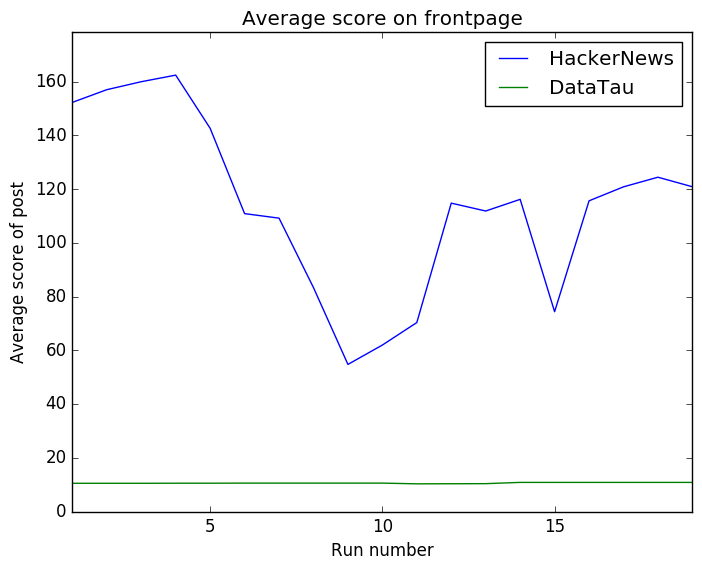 Average score on frontpage
HackerNews
DataTau
Average score of post
160
140
120
100
80
60
40
20
0
5
10
15
Run number